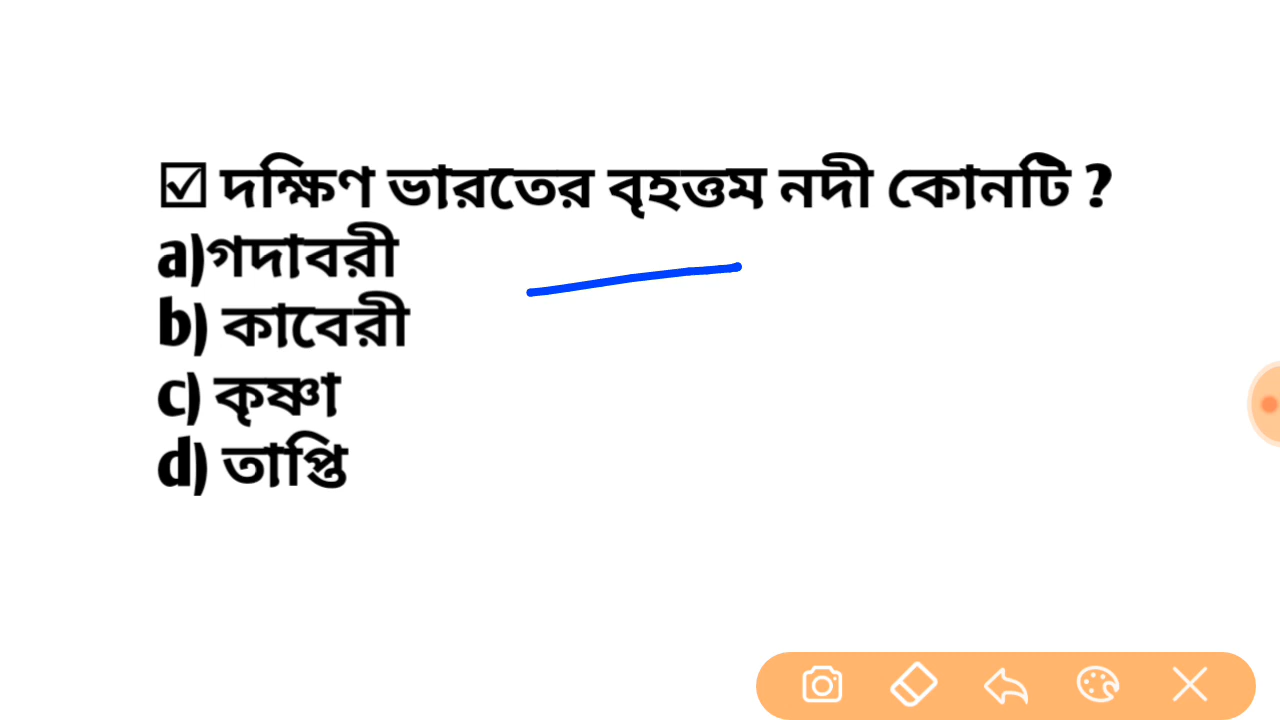 ☑ দক্ষিণ ভারতের বৃহত্তম নদী কোনটি ?
a)গদাবরী
b) কাবেরী
c) কৃষ্ণা
d) তাপ্তি